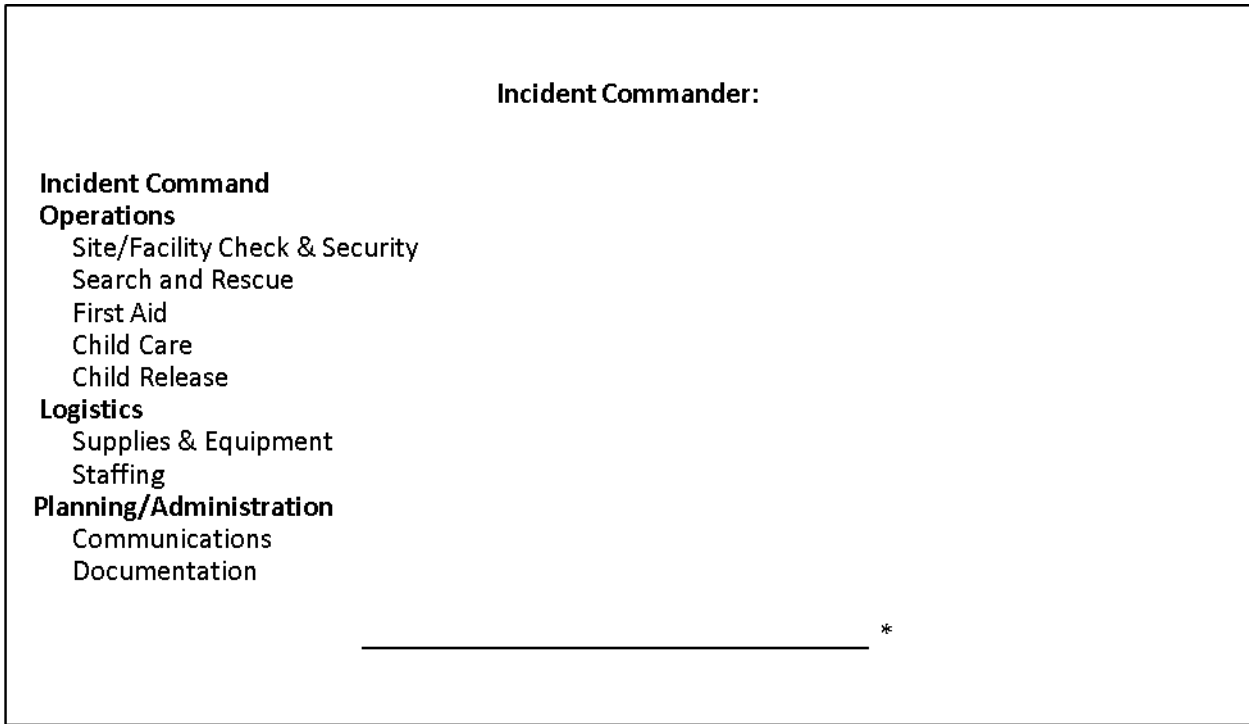 Incident Commander:
Incident Command
Operations
Site/Facility Check & Security
Search and Rescue
First Aid
Child Care
Child Release
Logistics
Supplies & Equipment
Staffing
Planning/Administration
Communications
Documentation
*